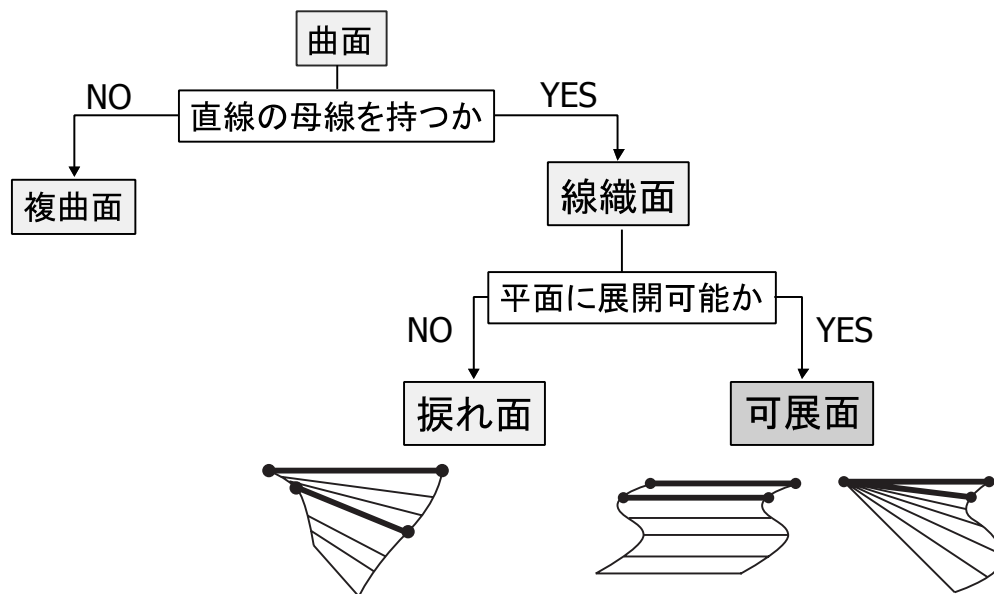 曲面
NO
YES
直線の母線を持つか
複曲面
線織面
平面に展開可能か
NO
YES
捩れ面
可展面